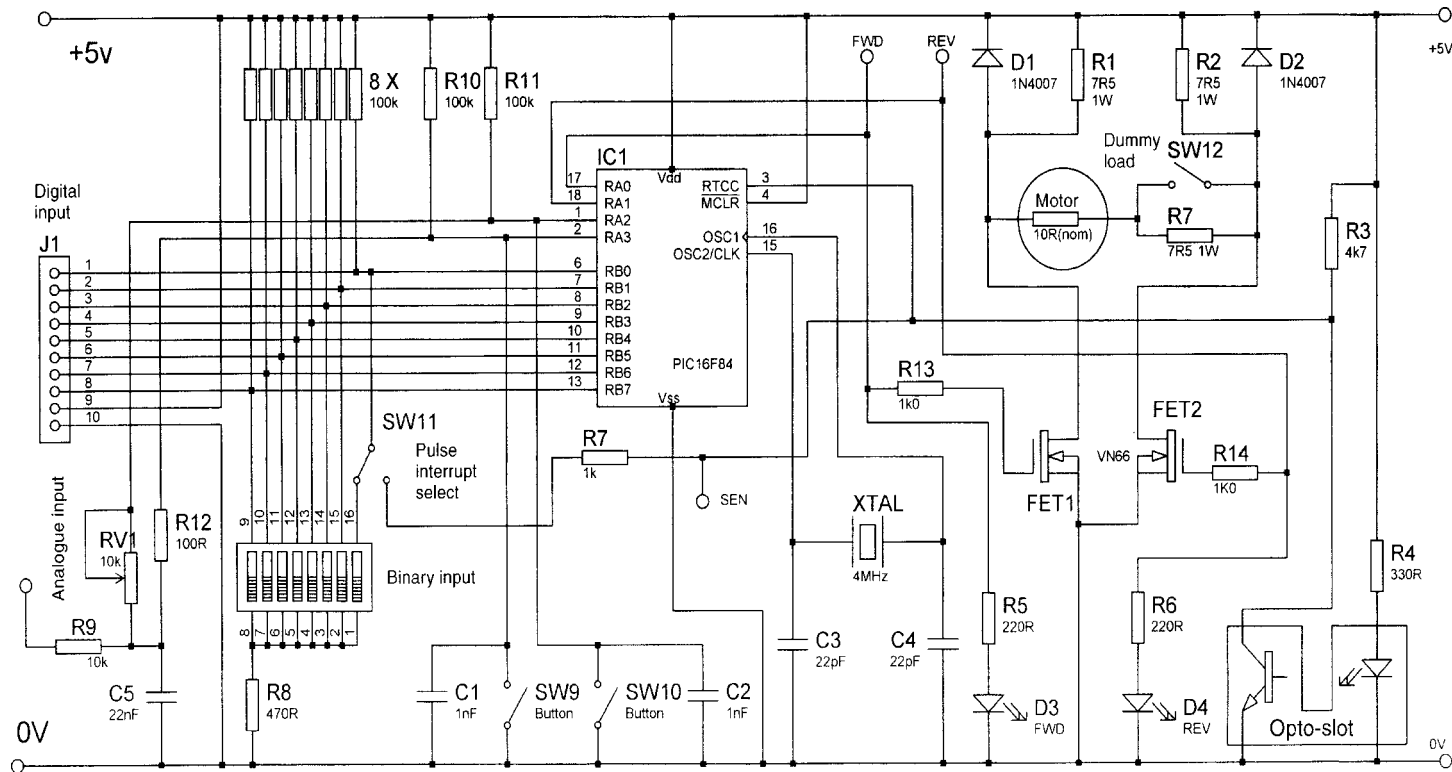 +5v
+5V
FWD
REV
8 X
100k
R10
100k
R11
100k
D1
1N4007
R1
7R5
1W
R2
7R5
1W
D2
1N4007
Dummy
load
SW12
IC1
Vdd
17
RA0
18
RA1
1
RA2
2
RA3
6
RB0
7
RB1
8
RB2
9
RB3
10
RB4
11
RB5
12
RB6
13
RB7
RTCC
3
MCLR
4
OSC1
16
OSC2/CLK
15
PIC16F84
Vss
Digital
input
J1
1
2
3
4
5
6
7
8
9
10
Motor
10R(nom)
R7
7R5 1W
R3
4k7
R13
1k0
SW11
Pulse
interrupt
select
R7
1k
SEN
FET1
VN66
FET2
R14
1K0
Analogue input
RV1
10k
R12
100R
9
10
11
12
13
14
15
16
Binary input
8
7
6
5
4
3
2
1
XTAL
4MHz
R4
330R
R9
10k
C5
22nF
R8
470R
C1
1nF
SW9
Button
SW10
Button
C2
1nF
C3
22pF
C4
22pF
R5
220R
R6
220R
D3
FWD
D4
REV
Opto-slot
0V
0V